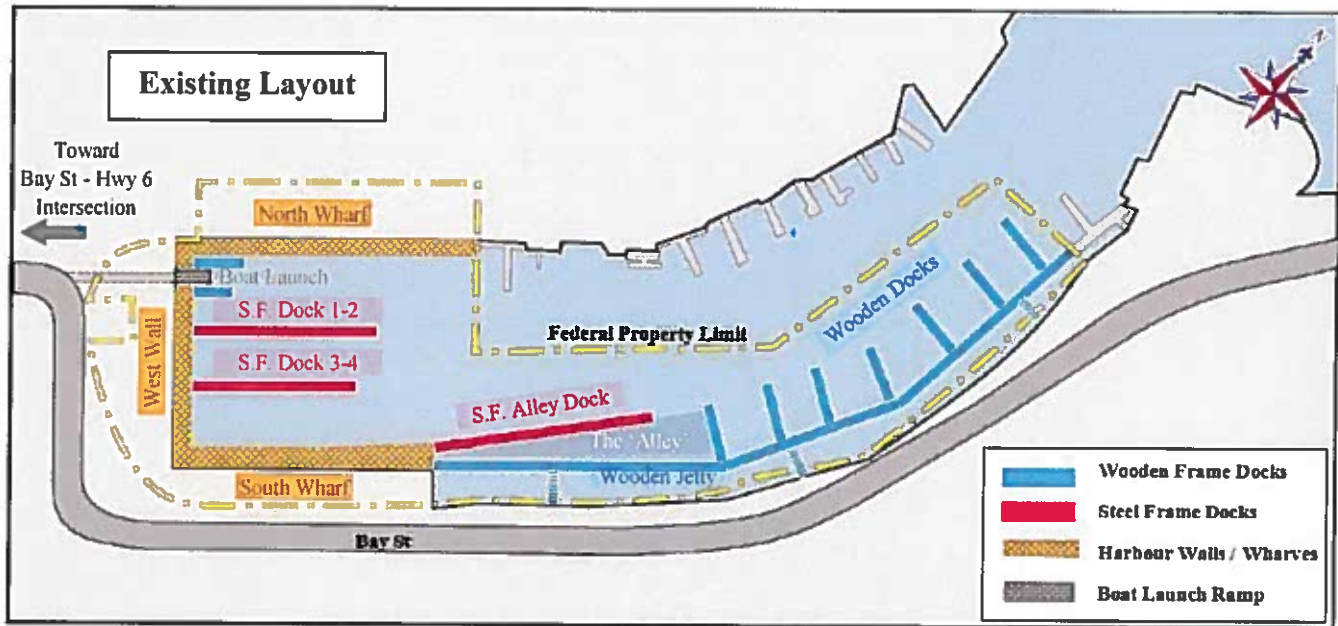 Existing Layout
N
Toward
Bay St - Hwy 6
Intersection
North Wharf
Boat Launch
S.F. Dock 1-2
West Wall
S.F. Dock 3-4
Federal Property Limit
Wooden Docks
S.F. Alley Dock
The 'Alley'
Wooden Jetty
South Wharf
Bay St
Wooden Frame Docks
Steel Frame Docks
Harbour Walls / Wharves
Boat Launch Ramp